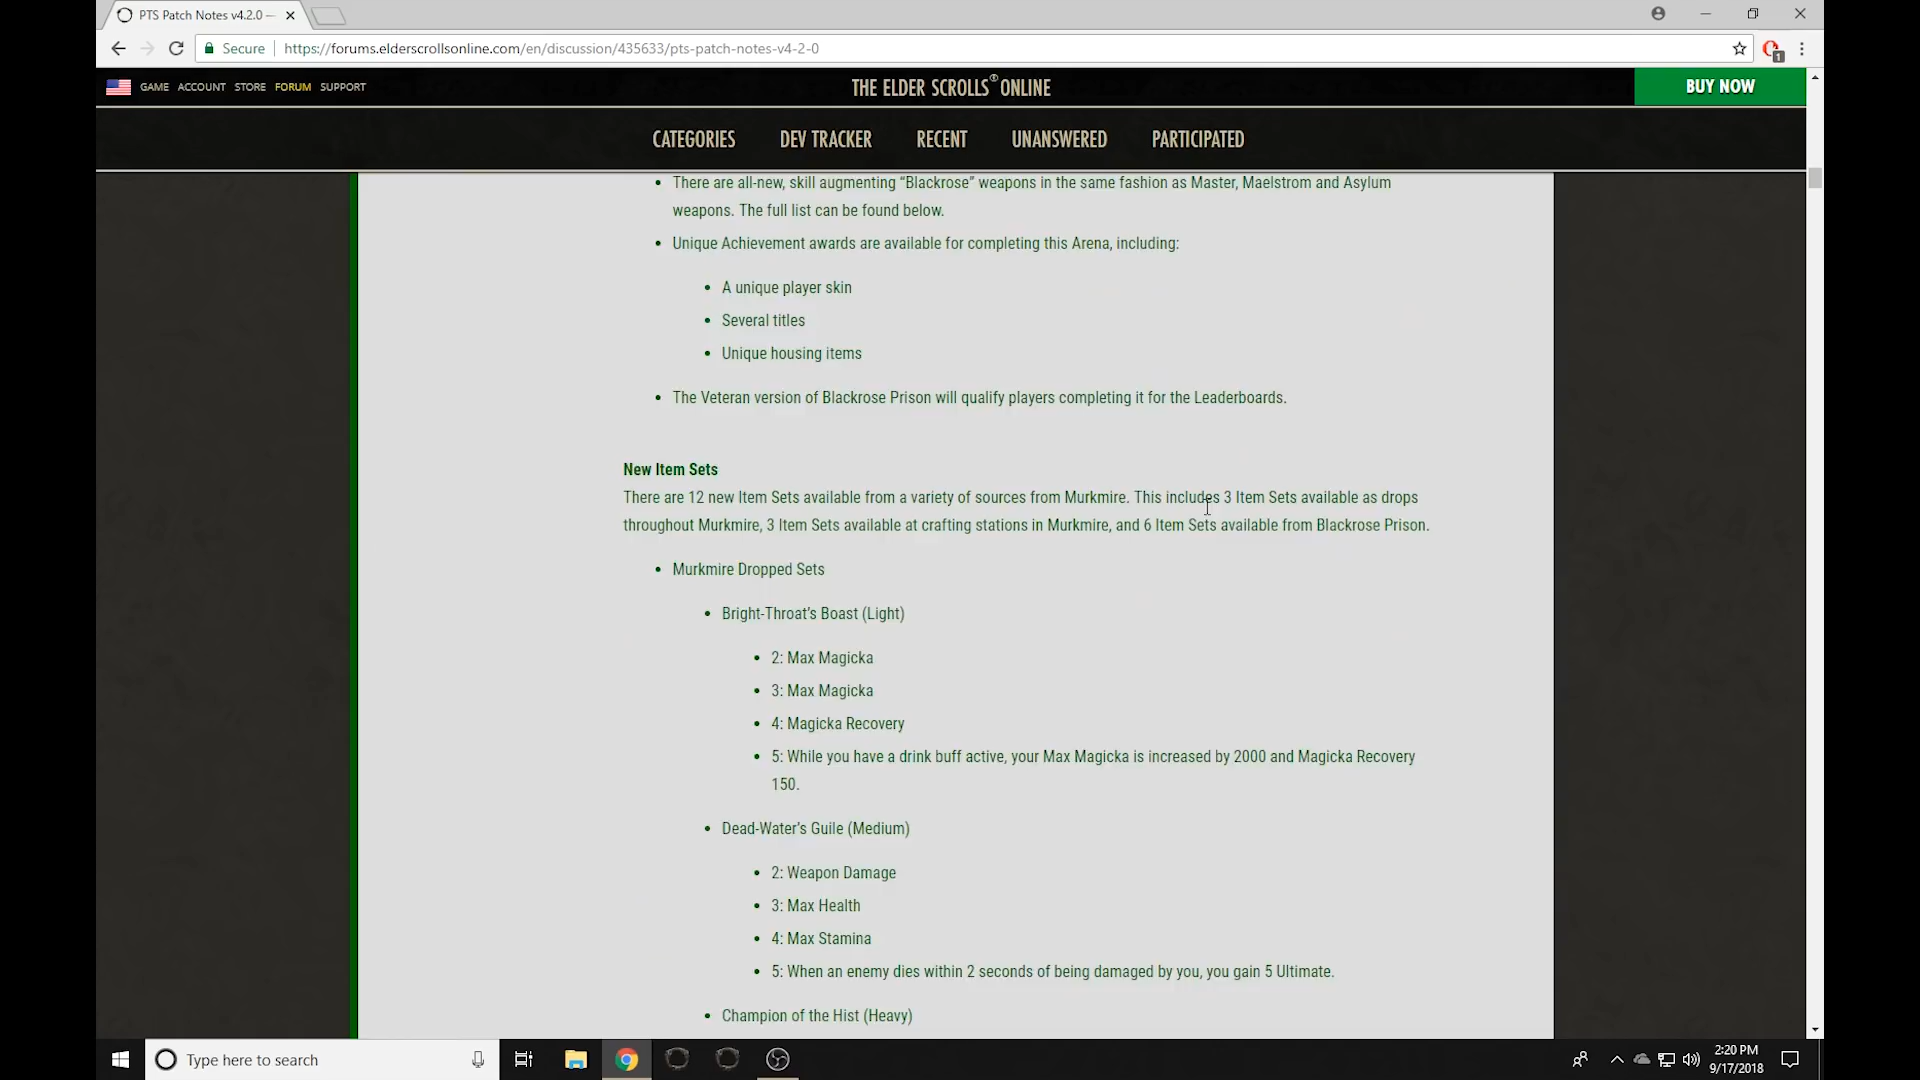 PTS Patch Notes v4.2.0 —
Secure
https://forums.elderscrollsonline.com/en/discussion/435633/pts-patch-notes-v4-2-0
1
GAME ACCOUNT STORE FORUM SUPPORT
THE ELDER SCROLLS® ONLINE
BUY NOW
CATEGORIES DEV TRACKER RECENT UNANSWERED PARTICIPATED
• There are all-new, skill augmenting “Blackrose” weapons in the same fashion as Master, Maelstrom and Asylum
weapons. The full list can be found below.
• Unique Achievement awards are available for completing this Arena, including:
• A unique player skin
• Several titles
• Unique housing items
• The Veteran version of Blackrose Prison will qualify players completing it for the Leaderboards.
New Item Sets
There are 12 new Item Sets available from a variety of sources from Murkmire. This includes 3 Item Sets available as drops
throughout Murkmire, 3 Item Sets available at crafting stations in Murkmire, and 6 Item Sets available from Blackrose Prison.
• Murkmire Dropped Sets
• Bright-Throat’s Boast (Light)
• 2: Max Magicka
• 3: Max Magicka
• 4: Magicka Recovery
• 5: While you have a drink buff active, your Max Magicka is increased by 2000 and Magicka Recovery
150.
• Dead-Water’s Guile (Medium)
• 2: Weapon Damage
• 3: Max Health
• 4: Max Stamina
• 5: When an enemy dies within 2 seconds of being damaged by you, you gain 5 Ultimate.
• Champion of the Hist (Heavy)
Type here to search
2:20 PM
9/17/2018